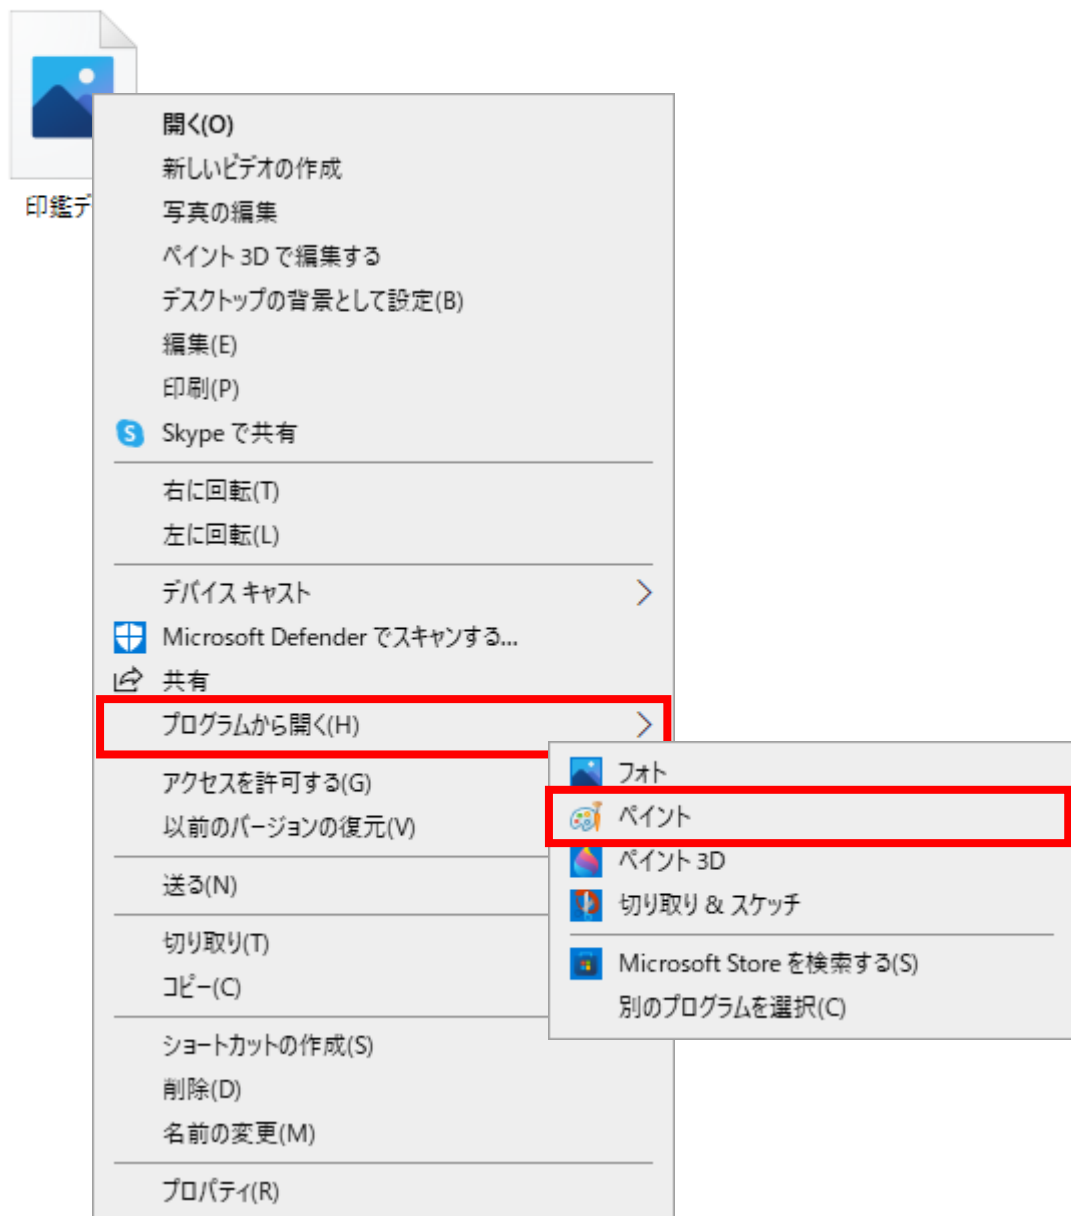 印鑑デ
開く(O)
新しいビデオの作成
写真の編集
ペイント 3D で編集する
デスクトップの背景として設定(B)
編集(E)
印刷(P)
Skype で共有
右に回転(T)
左に回転(L)
デバイス キャスト
Microsoft Defender でスキャンする...
共有
プログラムから開く(H)
アクセスを許可する(G)
以前のバージョンの復元(V)
送る(N)
切り取り(T)
コピー(C)
ショートカットの作成(S)
削除(D)
名前の変更(M)
プロパティ(R)
フォト
ペイント
ペイント 3D
切り取り & スケッチ
Microsoft Store を検索する(S)
別のプログラムを選択(C)